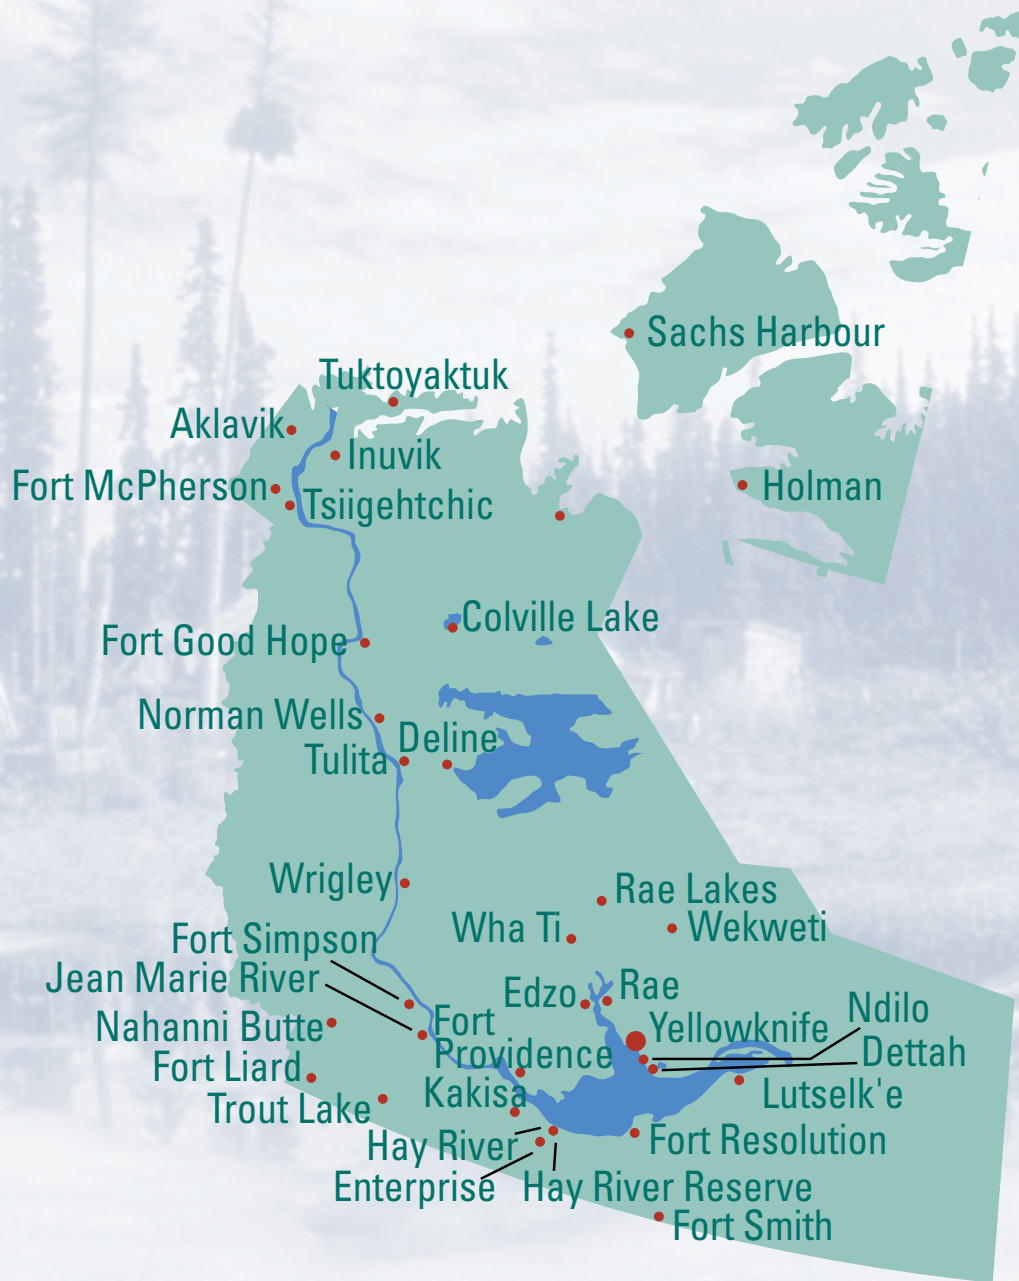 Sachs Harbour
Tuktoyaktuk
Aklavik
Inuvik
Fort McPherson
Holman
Tsiigehtchic
Colville Lake
Fort Good Hope
Norman Wells
Deline
Tulita
Wrigley
Rae Lakes
Wha Ti
Wekweti
Fort Simpson
Jean Marie River
Edzo
Rae
Ndilo
Nahanni Butte
Fort
Providence
Yellowknife
Dettah
Fort Liard
Kakisa
Lutselk'e
Trout Lake
Hay River
Fort Resolution
Enterprise
Hay River Reserve
Fort Smith